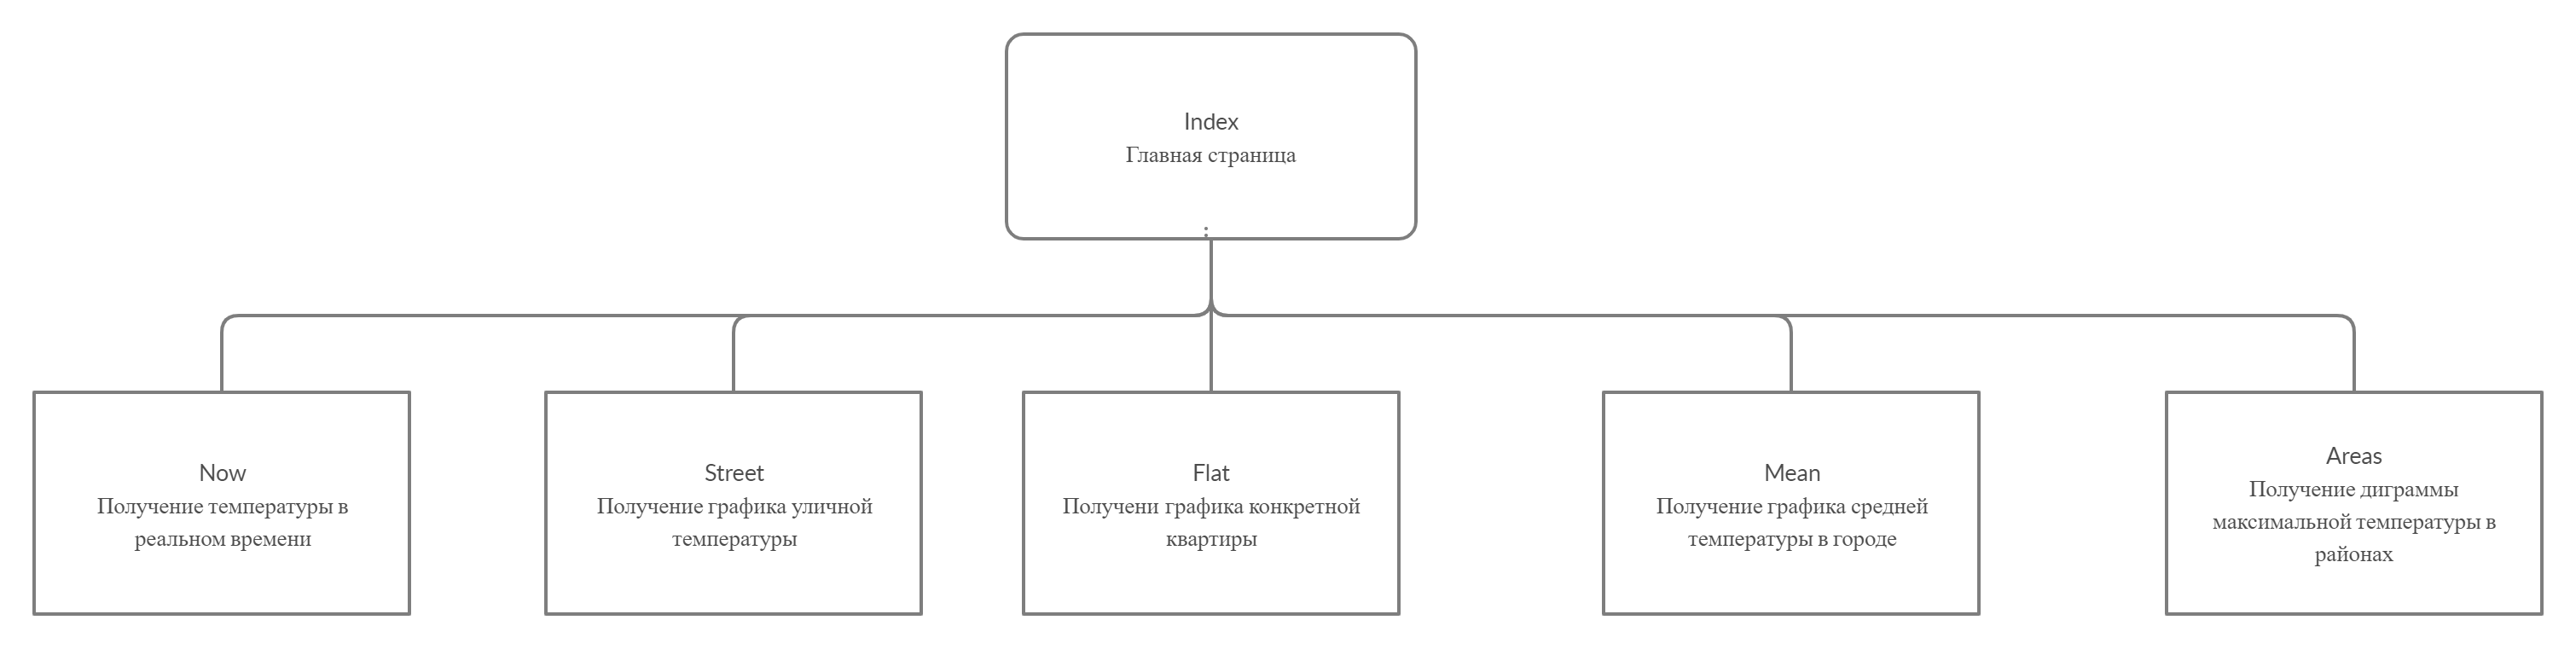 Index
Главная страница
:
Now
Получение температуры в
реальном времени
Street
Получение графика уличной
температуры
Flat
Получени графика конкретной
квартиры
Mean
Получение графика средней
температуры в городе
Areas
Получение диграммы
максимальной температуры в
районах